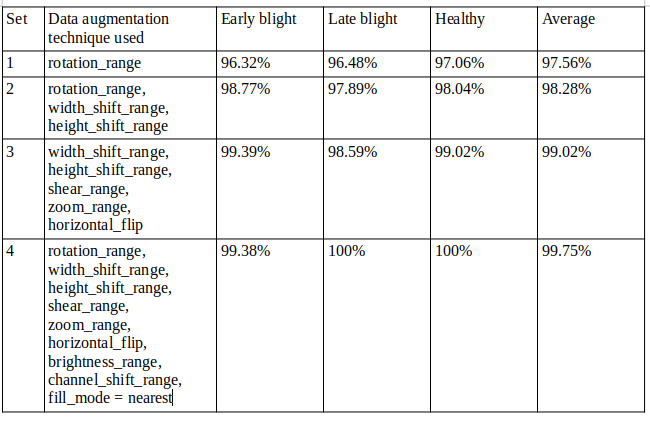 Set Data augmentation technique used Early blight Late blight Healthy Average
1 rotation_range 96.32% 96.48% 97.06% 97.56%
2 rotation_range, 98.77% 97.89% 98.04% 98.28%
width_shift_range,
height_shift_range
3 width_shift_range, 99.39% 98.59% 99.02% 99.02%
height_shift_range,
shear_range,
zoom_range,
horizontal_flip
4 rotation_range, 99.38% 100% 100% 99.75%
width_shift_range,
height_shift_range,
shear_range,
zoom_range,
horizontal_flip,
brightness_range,
channel_shift_range,
fill_mode = nearest